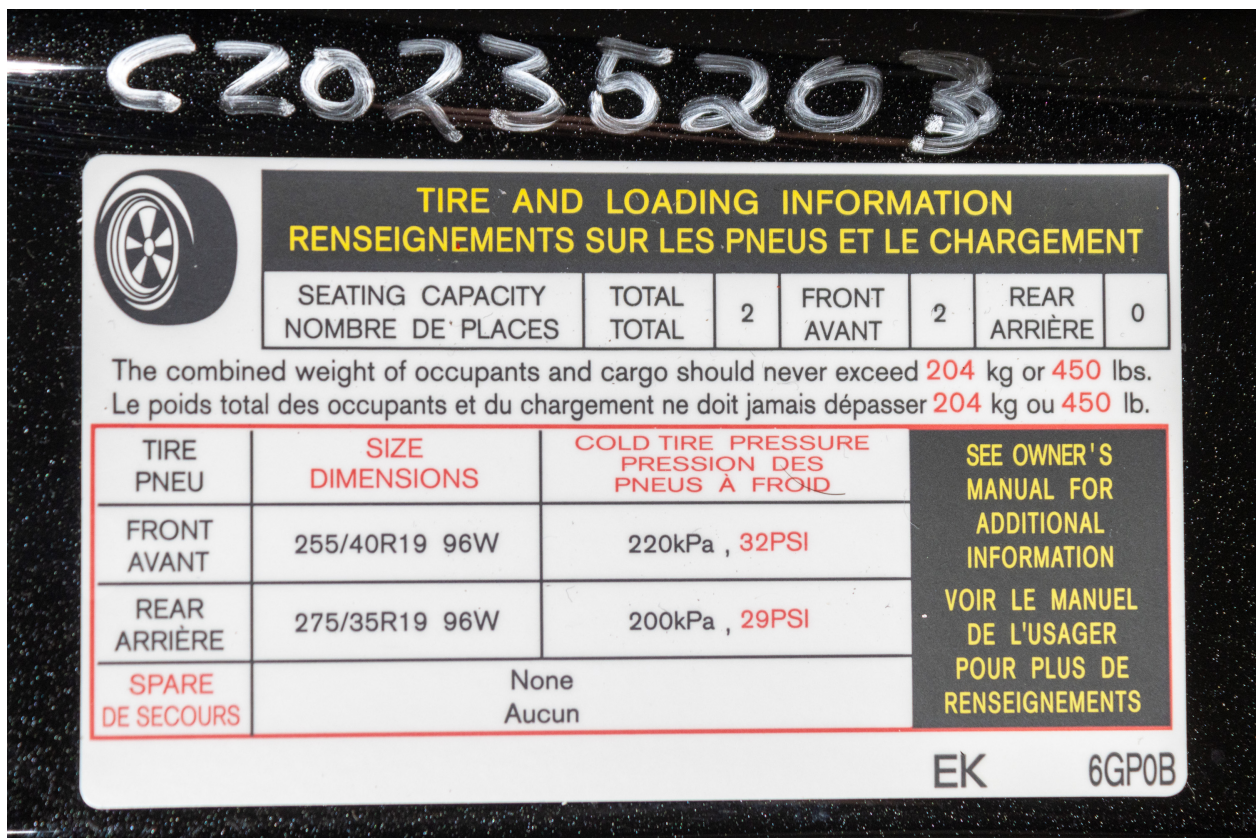 CZ0235203
TIRE AND LOADING INFORMATION
RENSEIGNEMENTS SUR LES PNEUS ET LE CHARGEMENT
SEATING CAPACITY
NOMBRE DE PLACES
TOTAL
TOTAL
2
FRONT
AVANT
2
REAR
ARRIÈRE
0
The combined weight of occupants and cargo should never exceed 204 kg or 450 lbs.
Le poids total des occupants et du chargement ne doit jamais dépasser 204 kg ou 450 lb.
TIRE
PNEU
SIZE
DIMENSIONS
COLD TIRE PRESSURE
PRESSION DES
PNEUS À FROID
FRONT
AVANT
255/40R19 96W
220kPa , 32PSI
REAR
ARRIÈRE
275/35R19 96W
200kPa , 29PSI
SPARE
DE SECOURS
None
Aucun
SEE OWNER'S
MANUAL FOR
ADDITIONAL
INFORMATION
VOIR LE MANUEL
DE L'USAGER
POUR PLUS DE
RENSEIGNEMENTS
EK
6GP0B